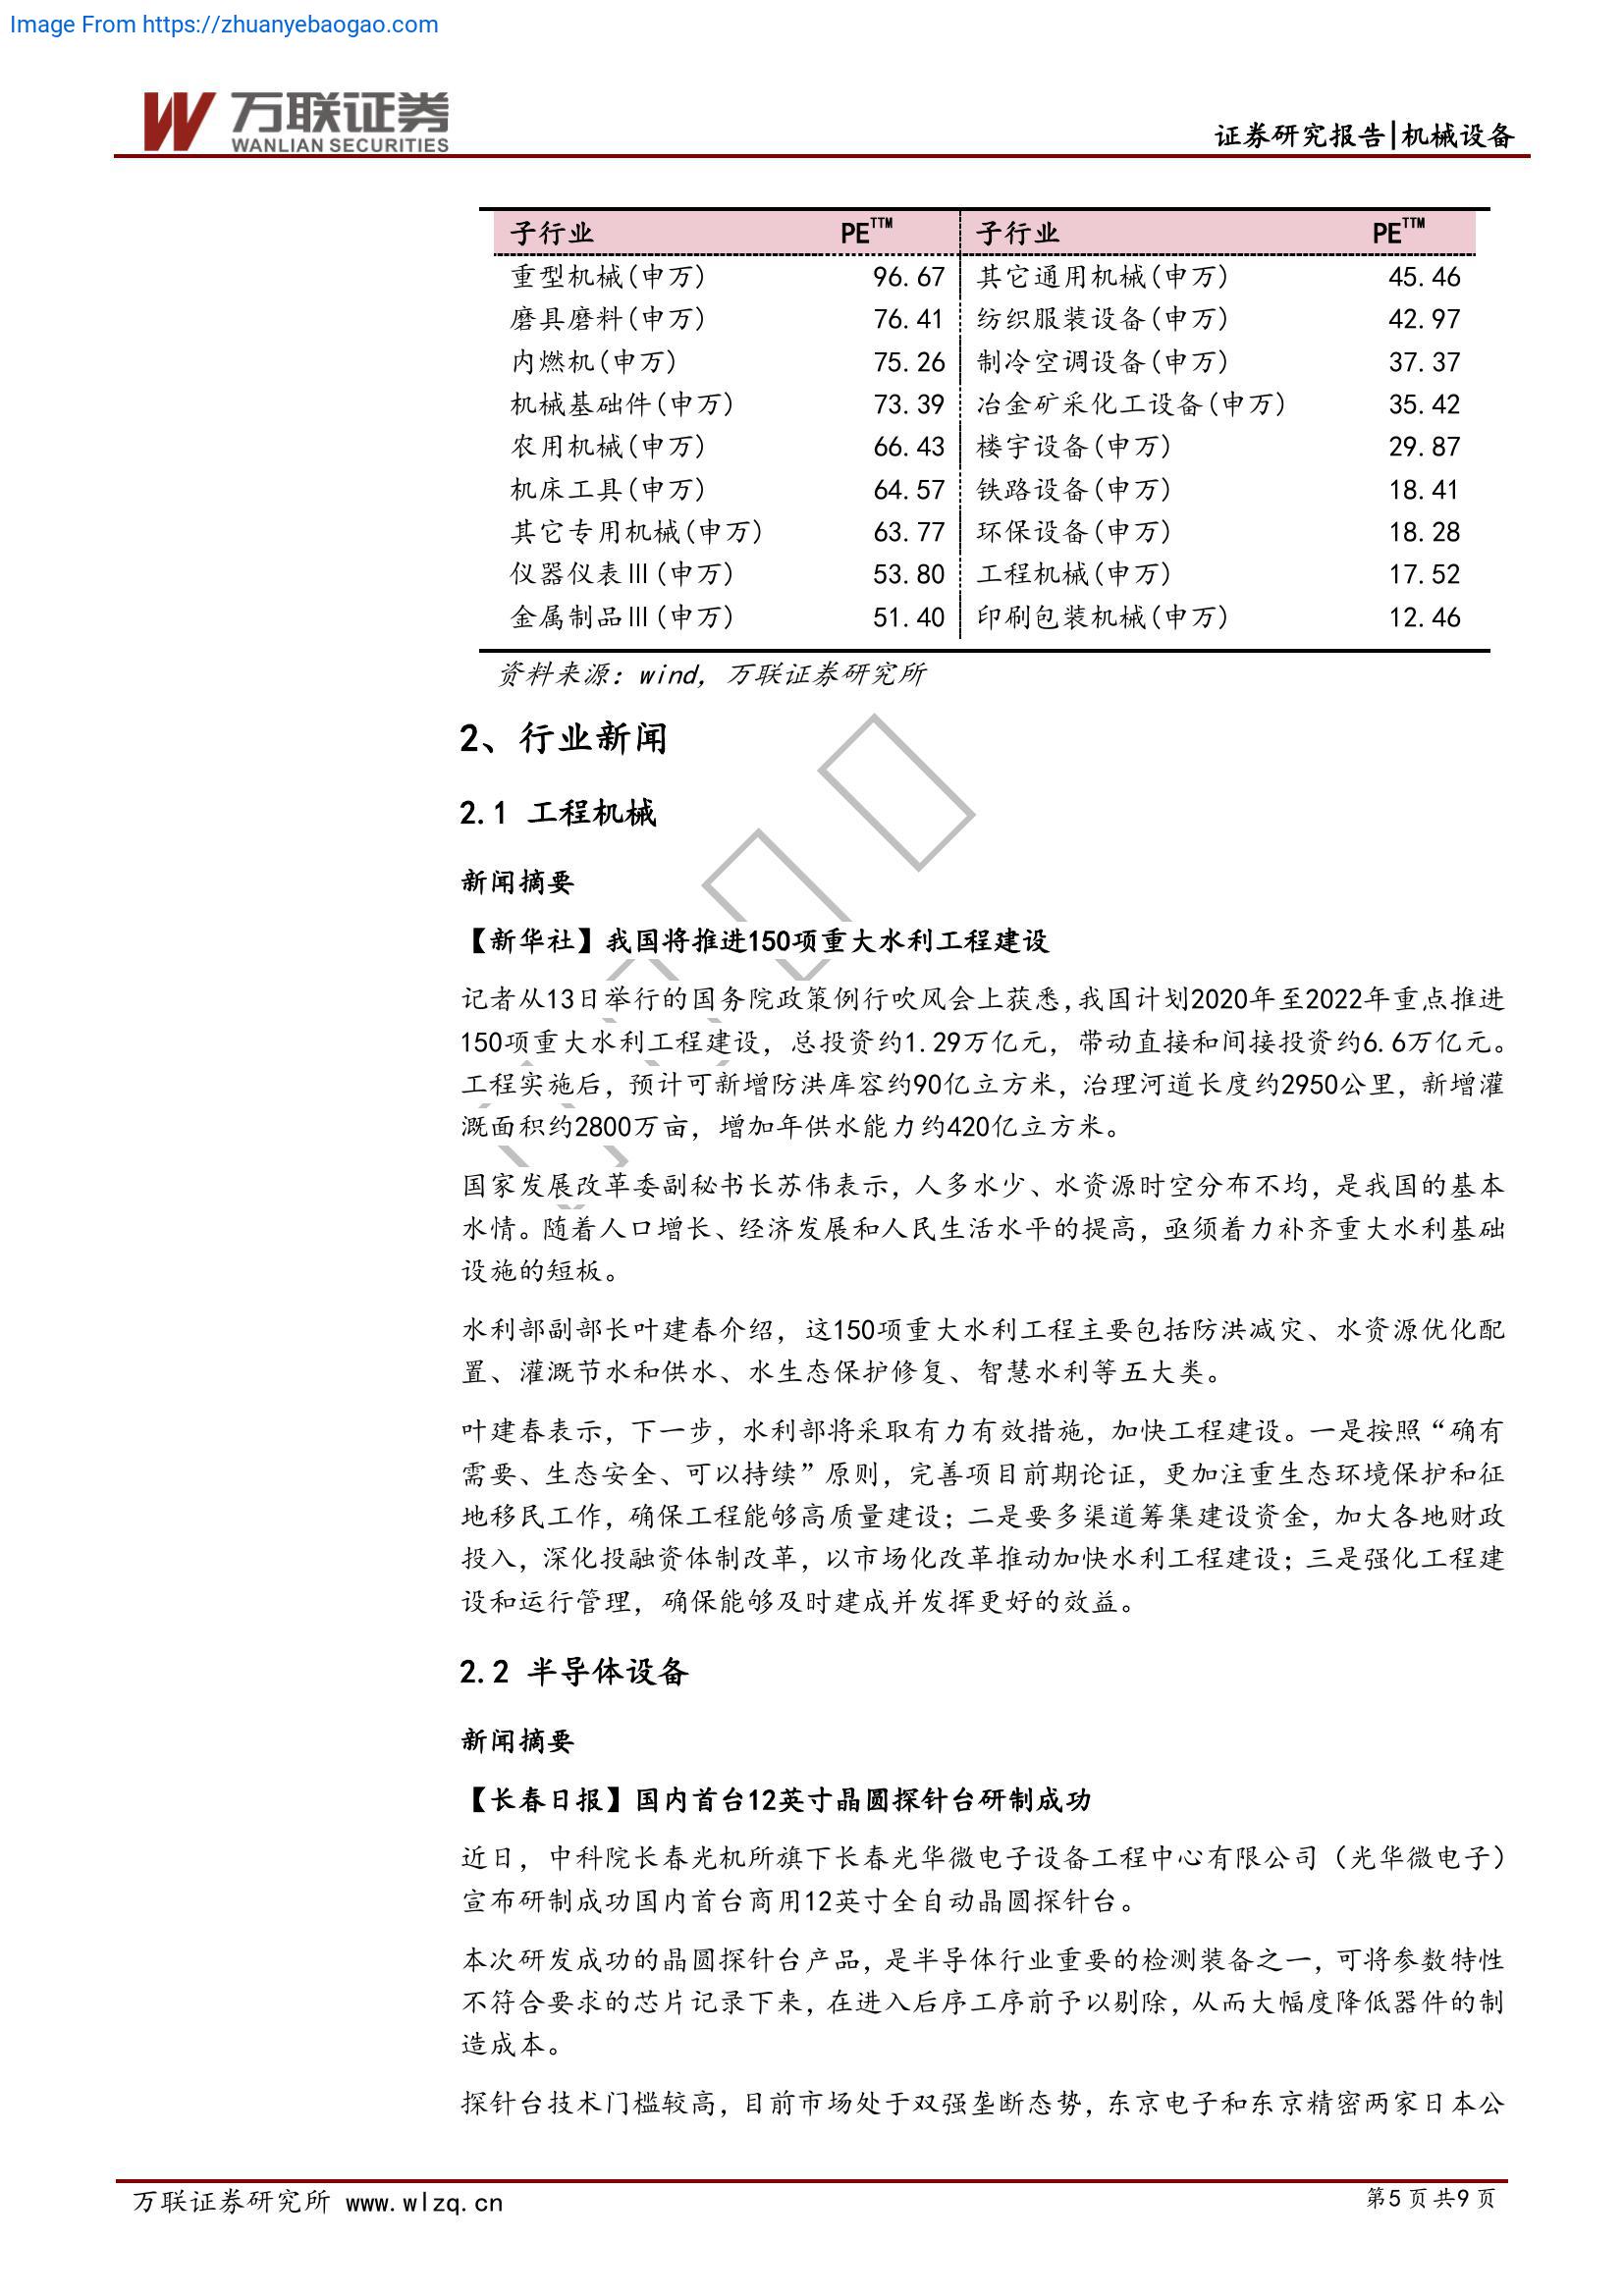 Image From https://zhuanyebaogao.com
万联证券
WANLIAN SECURITIES
证券研究报告|机械设备
子行业 PETTM 子行业 PETTM
重型机械(申万) 96.67 其它通用机械(申万) 45.46
磨具磨料(申万) 76.41 纺织服装设备(申万) 42.97
内燃机(申万) 75.26 制冷空调设备(申万) 37.37
机械基础件(申万) 73.39 冶金矿采化工设备(申万) 35.42
农用机械(申万) 66.43 楼宇设备(申万) 29.87
机床工具(申万) 64.57 铁路设备(申万) 18.41
其它专用机械(申万) 63.77 环保设备(申万) 18.28
仪器仪表Ⅲ(申万) 53.80 工程机械(申万) 17.52
金属制品Ⅲ(申万) 51.40 印刷包装机械(申万) 12.46
资料来源：wind，万联证券研究所
2、行业新闻
2.1 工程机械
新闻摘要
【新华社】我国将推进150项重大水利工程建设
记者从13日举行的国务院政策例行吹风会上获悉,我国计划2020年至2022年重点推进
150项重大水利工程建设，总投资约1.29万亿元，带动直接和间接投资约6.6万亿元。
工程实施后，预计可新增防洪库容约90亿立方米，治理河道长度约2950公里，新增灌
溉面积约2800万亩，增加年供水能力约420亿立方米。
国家发展改革委副秘书长苏伟表示，人多水少、水资源时空分布不均，是我国的基本
水情。随着人口增长、经济发展和人民生活水平的提高，亟须着力补齐重大水利基础
设施的短板。
水利部副部长叶建春介绍，这150项重大水利工程主要包括防洪减灾、水资源优化配
置、灌溉节水和供水、水生态保护修复、智慧水利等五大类。
叶建春表示，下一步，水利部将采取有力有效措施，加快工程建设。一是按照“确有
需要、生态安全、可以持续”原则，完善项目前期论证，更加注重生态环境保护和征
地移民工作，确保工程能够高质量建设；二是要多渠道筹集建设资金，加大各地财政
投入，深化投融资体制改革，以市场化改革推动加快水利工程建设；三是强化工程建
设和运行管理，确保能够及时建成并发挥更好的效益。
2.2 半导体设备
新闻摘要
【长春日报】国内首台12英寸晶圆探针台研制成功
近日，中科院长春光机所旗下长春光华微电子设备工程中心有限公司（光华微电子）
宣布研制成功国内首台商用12英寸全自动晶圆探针台。
本次研发成功的晶圆探针台产品，是半导体行业重要的检测装备之一，可将参数特性
不符合要求的芯片记录下来，在进入后序工序前予以剔除，从而大幅度降低器件的制
造成本。
探针台技术门槛较高，目前市场处于双强垄断态势，东京电子和东京精密两家日本公
万联证券研究所 www.wlzq.cn
第5页共9页